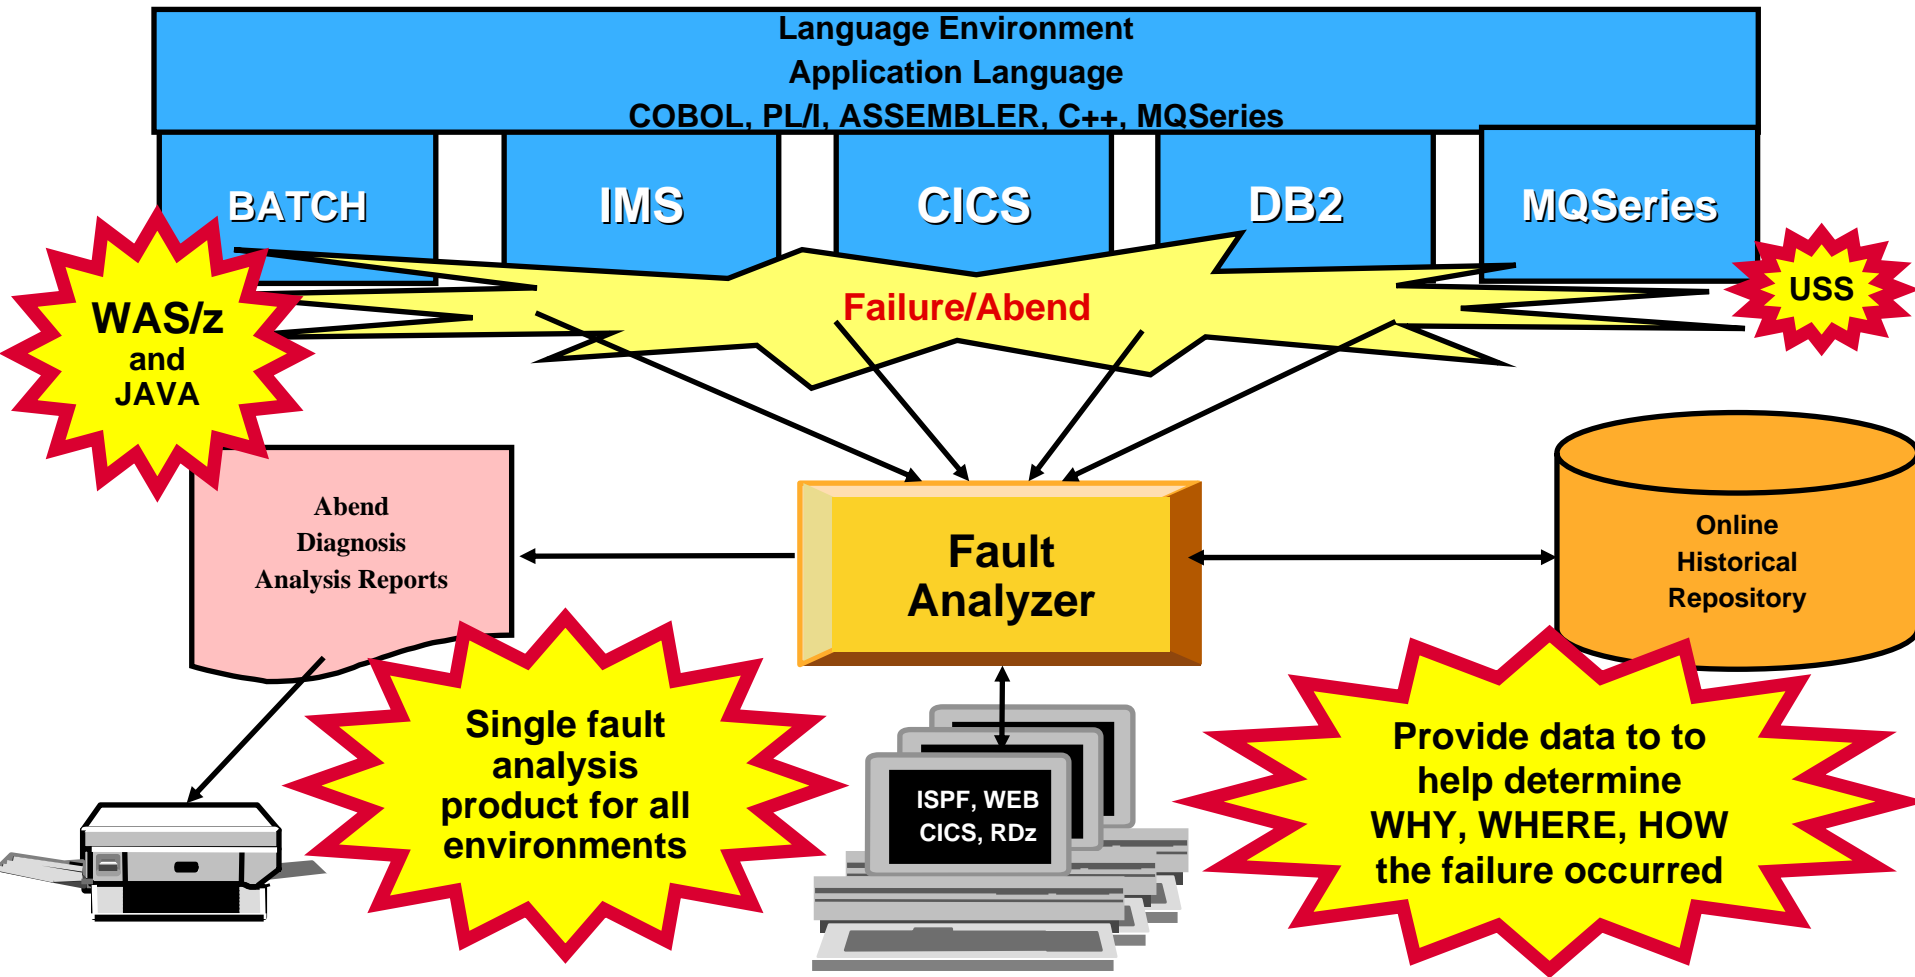 Language Environment
Application Language
COBOL, PL/I, ASSEMBLER, C++, MQSeries
BATCH
IMS
CICS
DB2
MQSeries
WAS/z
and
JAVA
Failure/Abend
USS
Abend
Diagnosis
Analysis Reports
Fault
Analyzer
Online
Historical
Repository
Single fault
analysis
product for all
environments
ISPF, WEB
CICS, RDz
Provide data to to
help determine
WHY, WHERE, HOW
the failure occurred